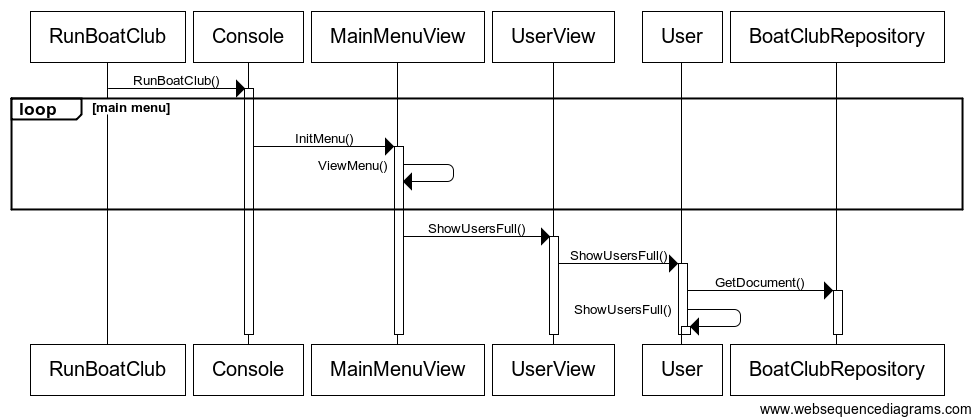 RunBoatClub Console MainMenuView UserView User BoatClubRepository
RunBoatClub()
loop [main menu]
InitMenu()
ViewMenu()
ShowUsersFull()
ShowUsersFull()
GetDocument()
ShowUsersFull()
RunBoatClub Console MainMenuView UserView User BoatClubRepository
www.websequencediagrams.com